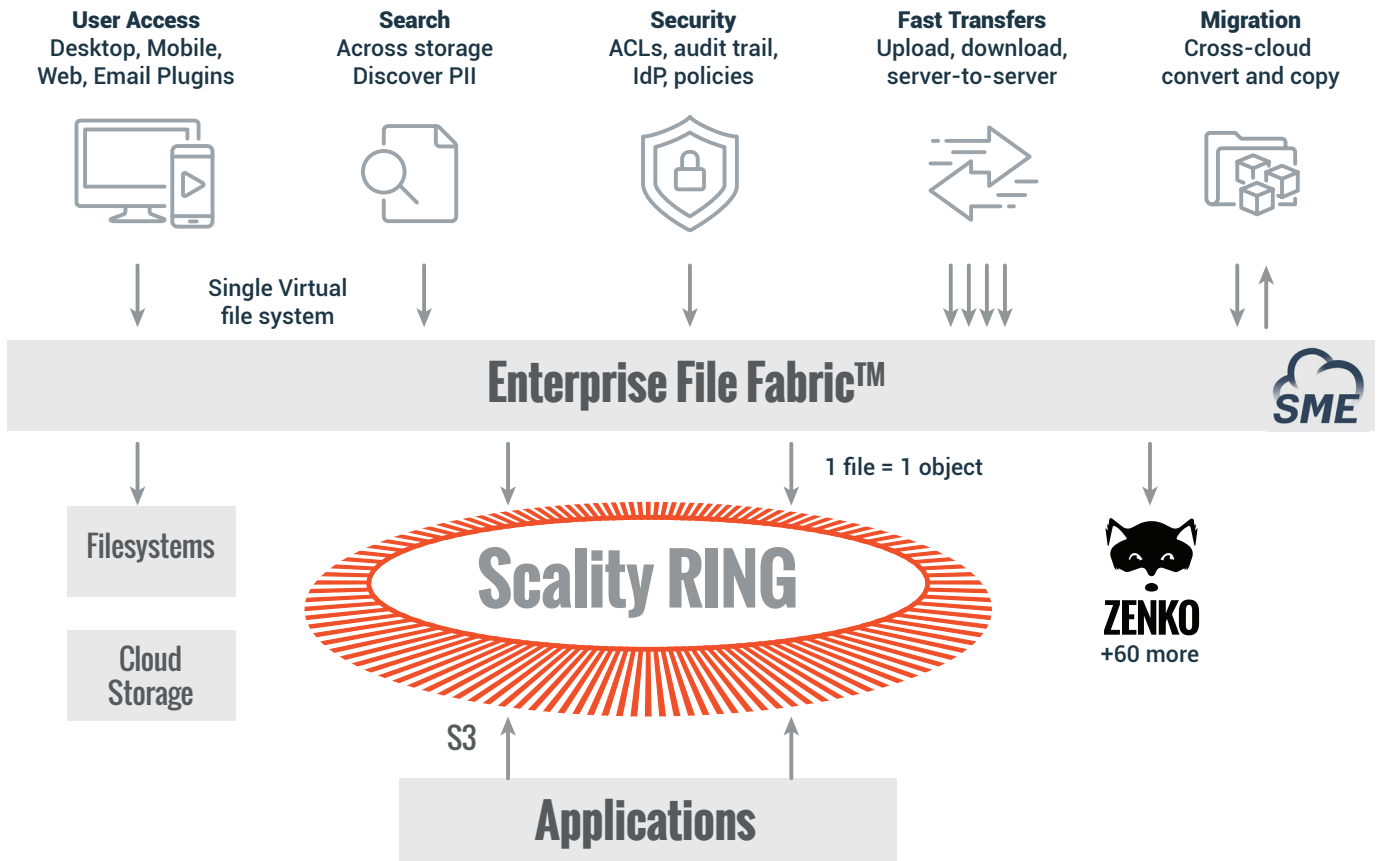 User Access
Desktop, Mobile,
Web, Email Plugins
Search
Across storage
Discover PII
Security
ACLs, audit trail,
IdP, policies
Fast Transfers
Upload, download,
server-to-server
Migration
Cross-cloud
convert and copy
Single Virtual
file system
Enterprise File Fabric™
SME
1 file = 1 object
Filesystems
Cloud
Storage
Scality RING
ZENKO
+60 more
S3
Applications